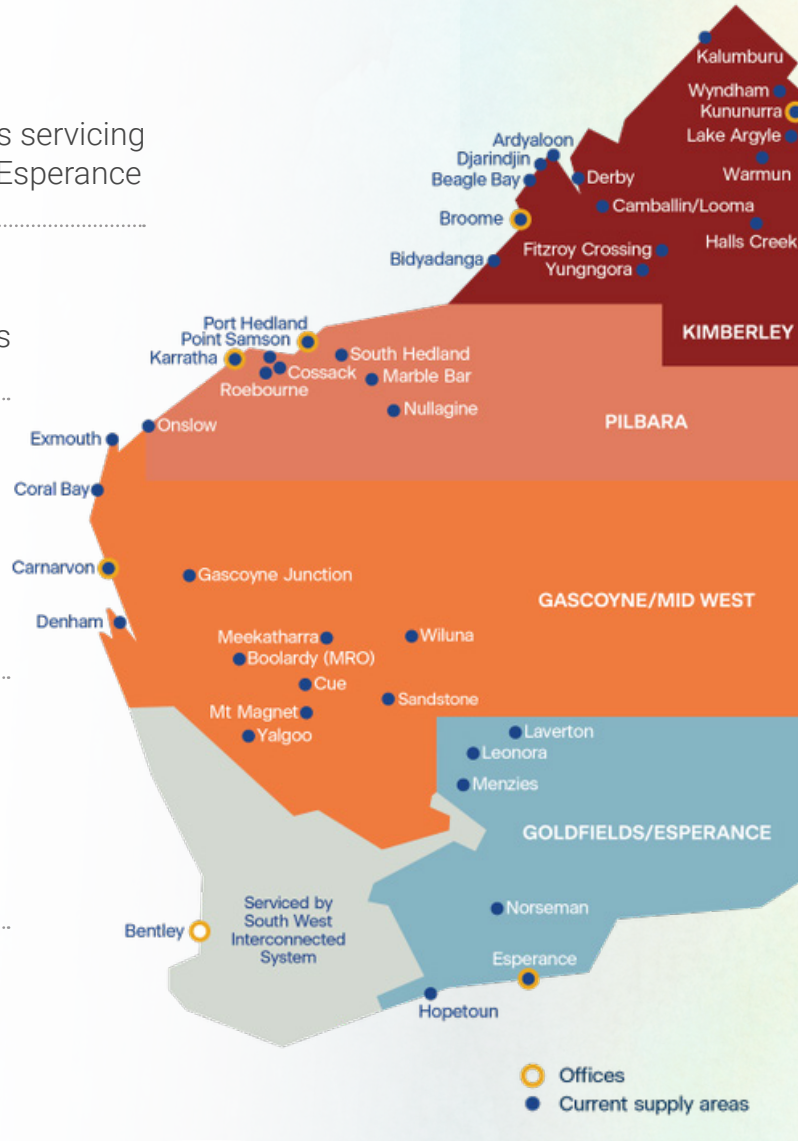 s servicing
Esperance
s
Kalumburu
Wyndham
Kununurra
Lake Argyle
Warmun
Ardyaloon
Djarindjin
Beagle Bay
Derby
Camballin/Looma
Broome
Halls Creek
Fitzroy Crossing
Bidyadanga
Yungngora
KIMBERLEY
Port Hedland
Point Samson
Karratha
South Hedland
Cossack
Marble Bar
Roebourne
Nullagine
PILBARA
Onslow
Exmouth
Coral Bay
Carnarvon
Gascoyne Junction
GASCOYNE/MID WEST
Denham
Meekatharra
Wiluna
Boolardy (MRO)
Cue
Sandstone
Mt Magnet
Yalgoo
Laverton
Leonora
Menzies
GOLDFIELDS/ESPERANCE
Serviced by
South West
Interconnected
System
Bentley
Norseman
Esperance
Hopetoun
Offices
Current supply areas